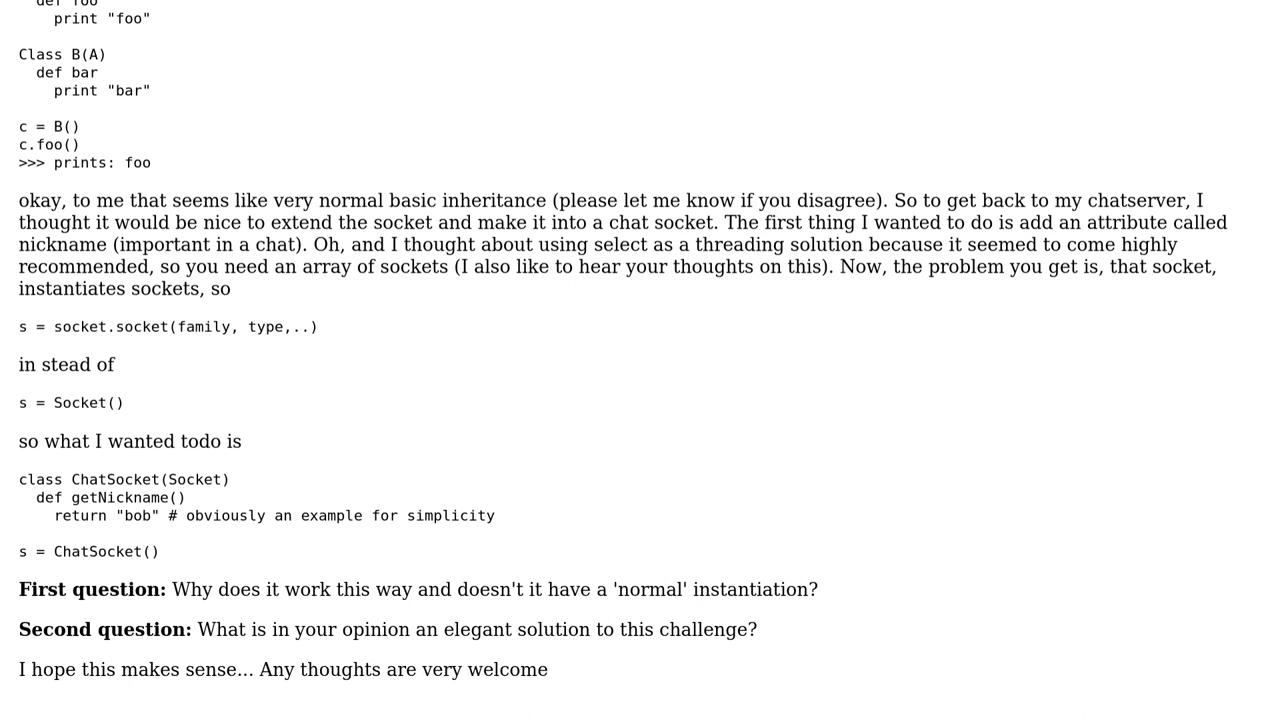 def foo
print "foo"
Class B(A)
def bar
print "bar"
c = B()
c.foo()
>>> prints: foo
okay, to me that seems like very normal basic inheritance (please let me know if you disagree). So to get back to my chatserver, I
thought it would be nice to extend the socket and make it into a chat socket. The first thing I wanted to do is add an attribute called
nickname (important in a chat). Oh, and I thought about using select as a threading solution because it seemed to come highly
recommended, so you need an array of sockets (I also like to hear your thoughts on this). Now, the problem you get is, that socket,
instantiates sockets, so
s = socket.socket(family, type,..)
in stead of
s = Socket()
so what I wanted todo is
class ChatSocket(Socket)
def getNickname()
return "bob" # obviously an example for simplicity
s = ChatSocket()
First question: Why does it work this way and doesn't it have a 'normal' instantiation?
Second question: What is in your opinion an elegant solution to this challenge?
I hope this makes sense... Any thoughts are very welcome